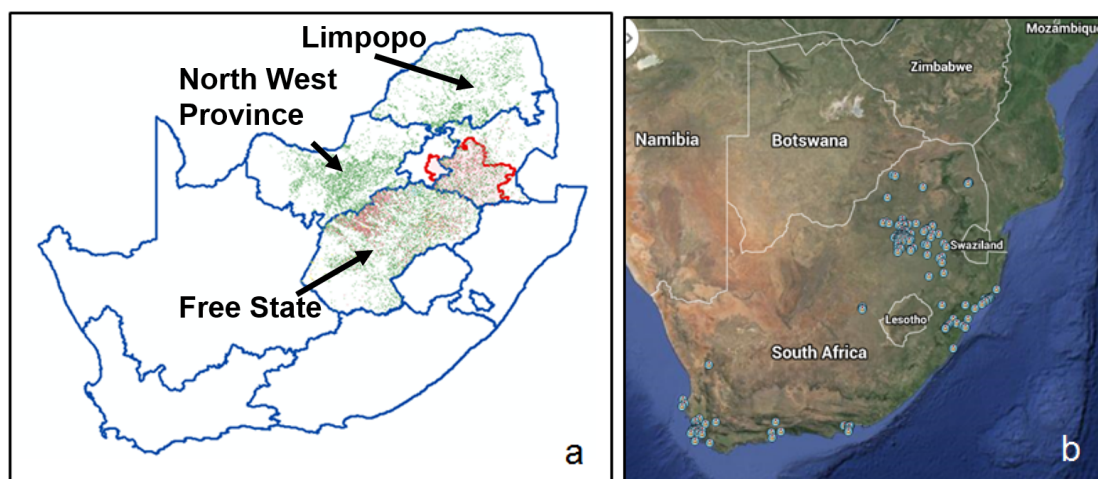 Limpopo
North West
Province
Free State
a
Mozambique
Zimbabwe
Namibia
Botswana
Swaziland
Lesotho
South Africa
b